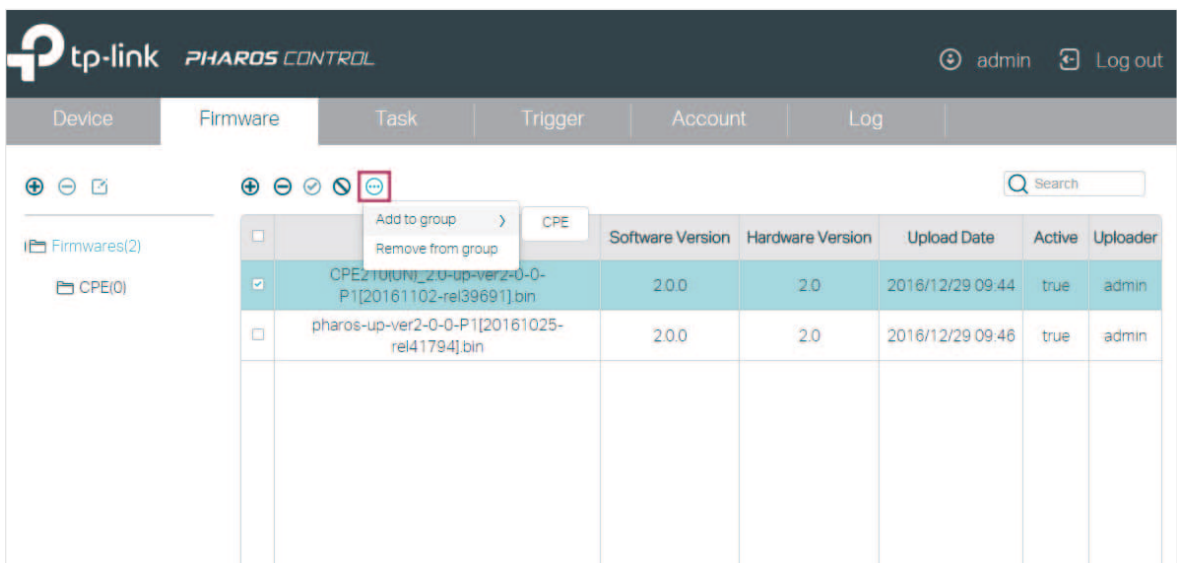 tp-link PHAROS CONTROL admin Log out
Device Firmware Task Trigger Account Log
Search
Add to group > CPE
Remove from group
Firmwares(2)
CPE(0)
Software Version Hardware Version Upload Date Active Uploader
CPE210(UN)_2.0-up-ver2-0-0-
P1[20161102-rel39691].bin
2.0.0 2.0 2016/12/29 09:44 true admin
pharos-up-ver2-0-0-P1[20161025-
rel41794].bin
2.0.0 2.0 2016/12/29 09:46 true admin